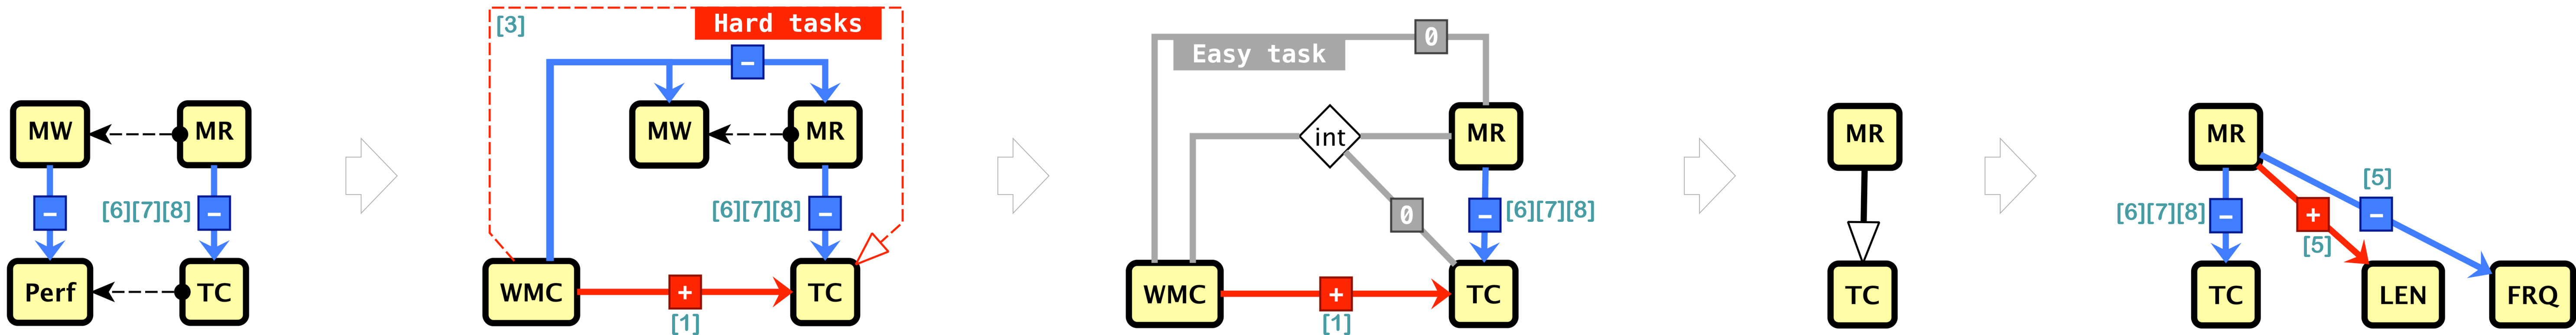 MW
MR
−
[6][7][8]
−
Perf
TC
[3]
Hard tasks
−
MW
MR
[6][7][8]
−
WMC
+
TC
[1]
0
Easy task
int
MR
0
−
[6][7][8]
WMC
+
TC
[1]
MR
TC
MR
[5]
[6][7][8]
−
+
−
[5]
TC
LEN
FRQ